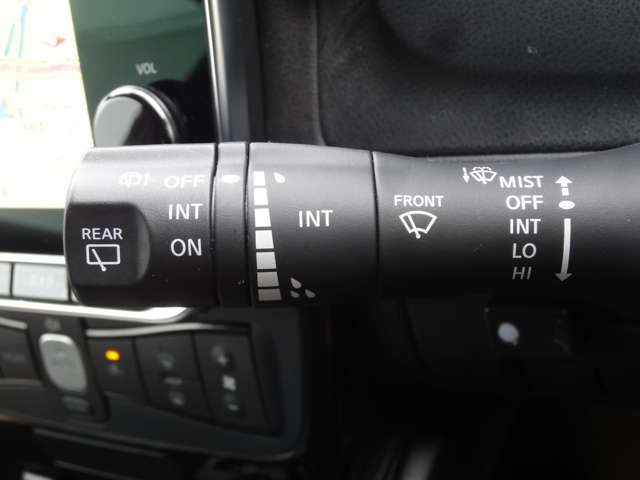 VOL
REAR
OFF
INT
ON
INT
FRONT
MIST
OFF
INT
LO
HI